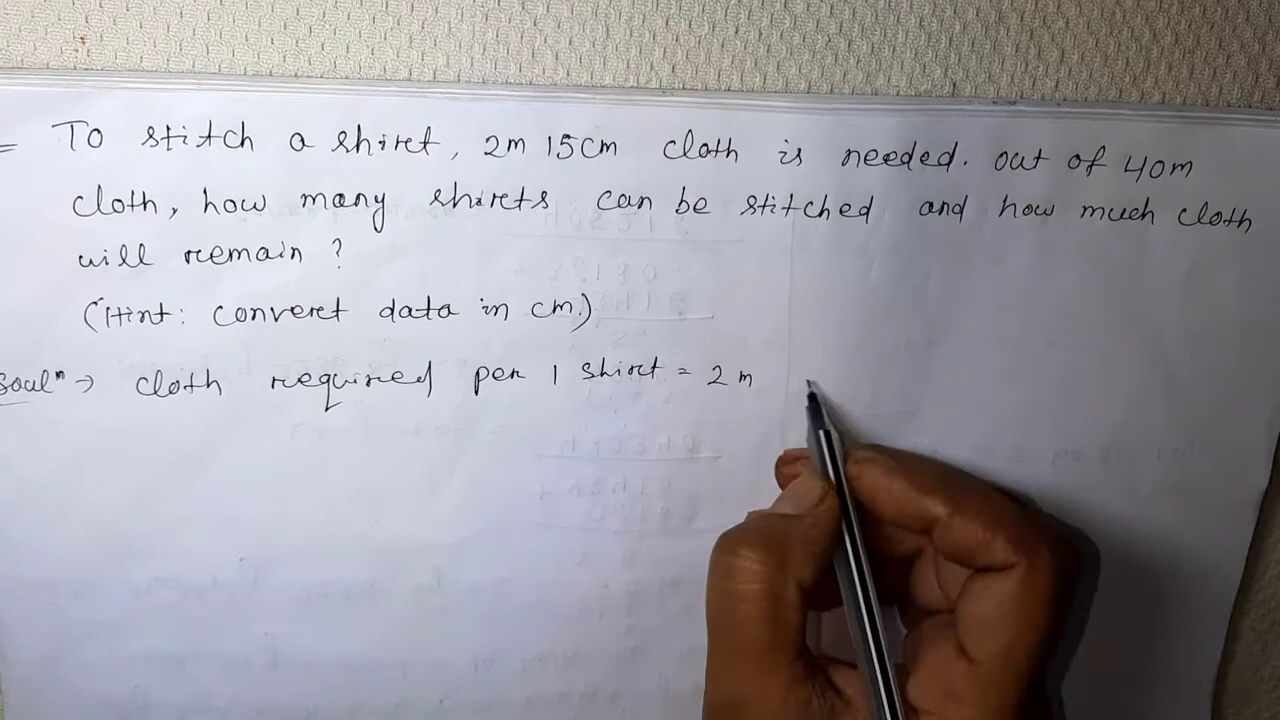 = To stitch a shirt, 2m 15cm cloth is needed. out of 40m
cloth, how many shirts can be stitched and how much cloth
will remain ?
(Hint: convert data in cm.)
Soulⁿ → cloth required per 1 shirt = 2 m